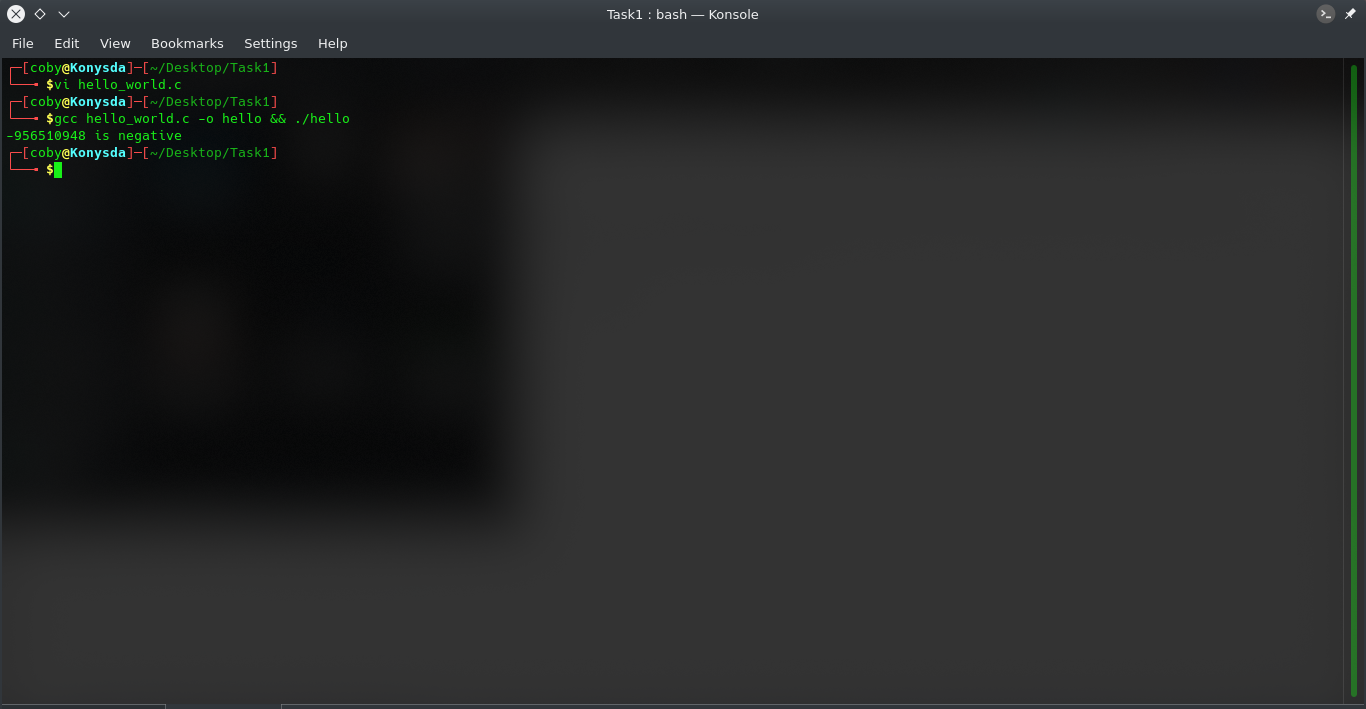 Task1 : bash — Konsole
File Edit View Bookmarks Settings Help
┌─[coby@Konysda]─[~/Desktop/Task1]
└──╼ $vi hello_world.c
┌─[coby@Konysda]─[~/Desktop/Task1]
└──╼ $gcc hello_world.c -o hello && ./hello
-956510948 is negative
┌─[coby@Konysda]─[~/Desktop/Task1]
└──╼ $